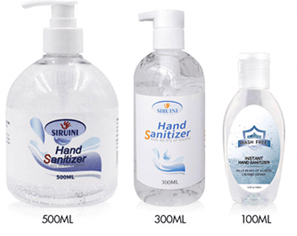 SIRUINI
Hand
Sanitizer
500ML
SIRUINI
Hand
Sanitizer
300ML
WASH FREE
INSTANT
HAND SANITIZER
500ML
300ML
100ML